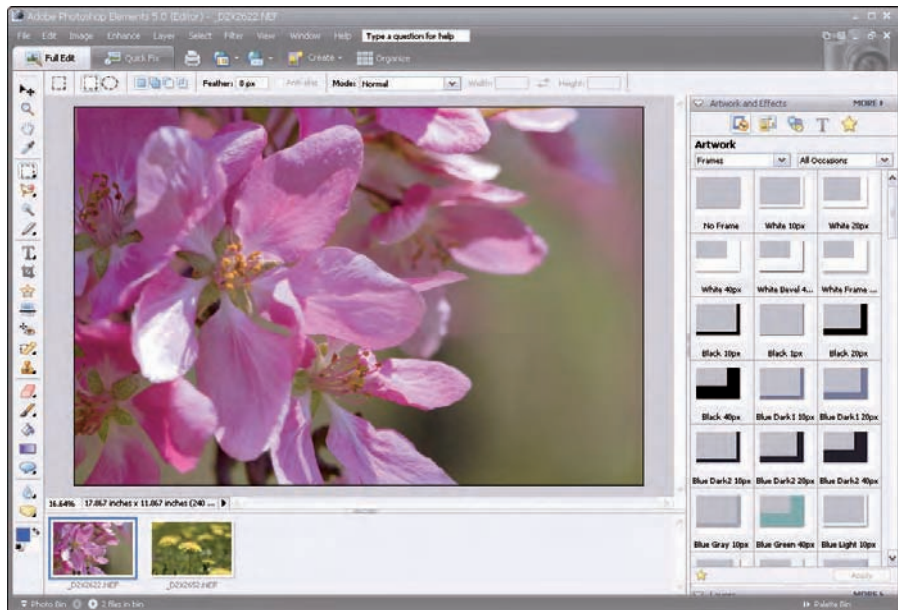 Adobe Photoshop Elements 5.0 (Editor) - _D2X2622.NEF
File Edit Image Enhance Layer Select Filter View Window Help Type a question for help
Full Edit Quick Fix Create Organize
Feather: 0 px Anti-alias Mode: Normal Width: Height:
Artwork and Effects MORE
Artwork
Frames All Occasions
No Frame White 10px White 20px
White 40px White Bevel 4... White Frame ...
Black 10px Black 1px Black 20px
Black 40px Blue Dark1 10px Blue Dark1 20px
Blue Dark2 10px Blue Dark2 20px Blue Dark2 40px
Blue Gray 10px Blue Green 40px Blue Light 10px
Apply
16.64% 17.867 inches x 11.867 inches (240 ...
_D2X2622.NEF _D2X2652.NEF
Layers MORE
Photo Bin 2 files in bin Palette Bin